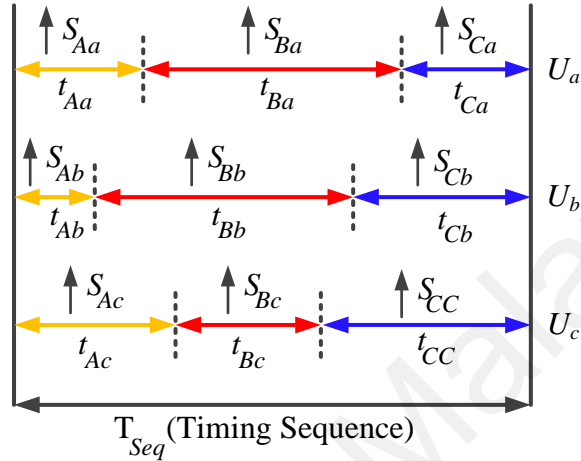 S_Aa S_Ba S_Ca
t_Aa t_Ba t_Ca U_a
S_Ab S_Bb S_Cb
t_Ab t_Bb t_Cb U_b
S_Ac S_Bc S_CC
t_Ac t_Bc t_CC U_c
T_Seq (Timing Sequence)
Mala